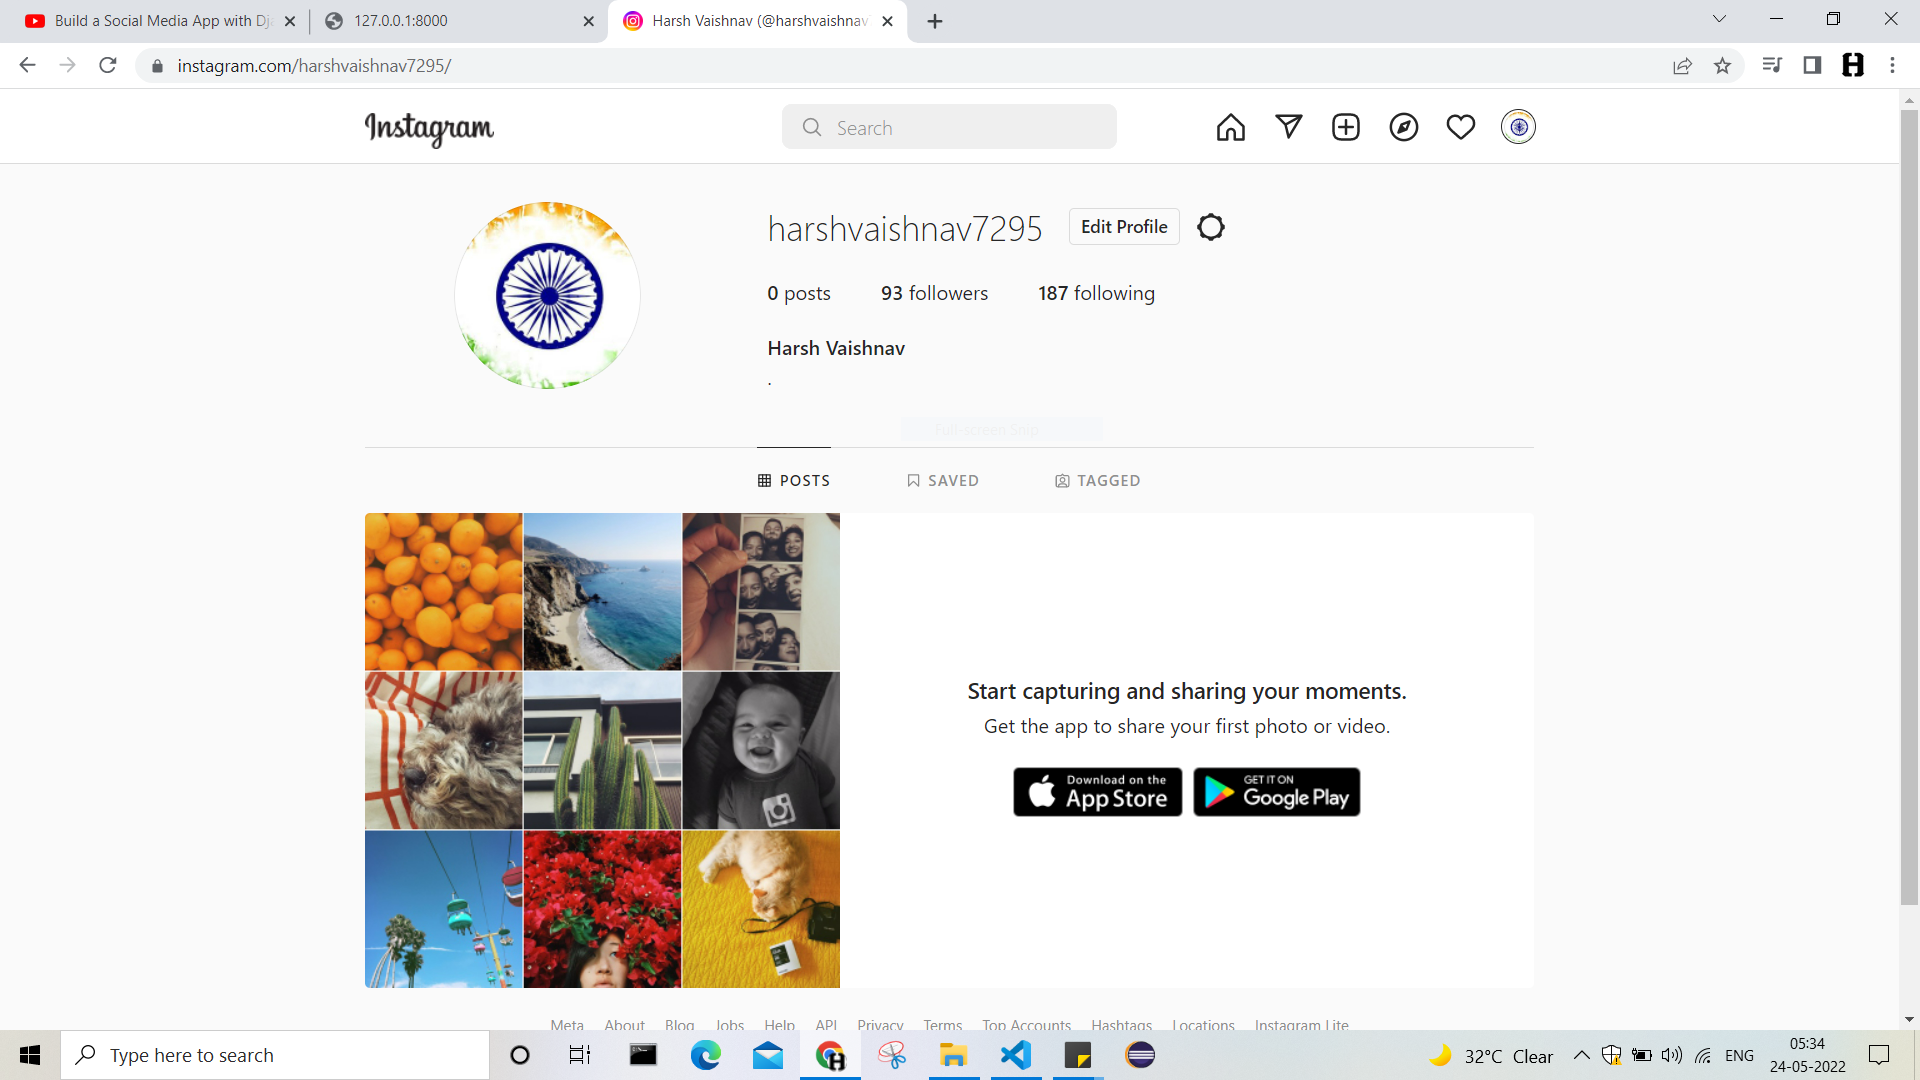 Build a Social Media App with Dj
127.0.0.1:8000
Harsh Vaishnav (@harshvaishnav
instagram.com/harshvaishnav7295/
Instagram
Search
harshvaishnav7295
Edit Profile
0 posts
93 followers
187 following
Harsh Vaishnav
.
Full-screen Snip
POSTS
SAVED
TAGGED
Start capturing and sharing your moments.
Get the app to share your first photo or video.
Download on the
App Store
GET IT ON
Google Play
Meta
About
Blog
Jobs
Help
API
Privacy
Terms
Top Accounts
Hashtags
Locations
Instagram Lite
Type here to search
32°C Clear
ENG
05:34
24-05-2022